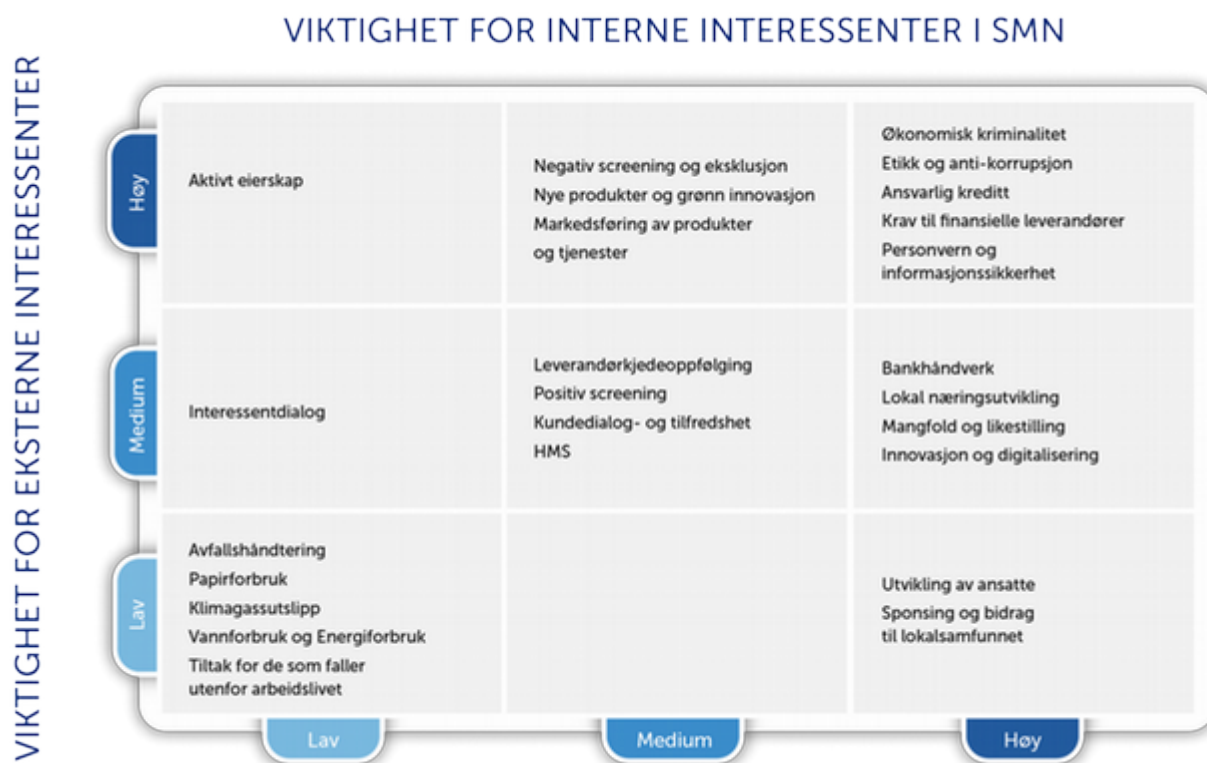 VIKTIGHET FOR INTERNE INTERESSENTER I SMN
VIKTIGHET FOR EKSTERNE INTERESSENTER
Høy
Aktivt eierskap
Negativ screening og eksklusjon
Nye produkter og grønn innovasjon
Markedsføring av produkter
og tjenester
Økonomisk kriminalitet
Etikk og anti-korrupsjon
Ansvarlig kreditt
Krav til finansielle leverandører
Personvern og
informasjonssikkerhet
Medium
Interessentdialog
Leverandørkjedeoppfølging
Positiv screening
Kundedialog- og tilfredshet
HMS
Bankhåndverk
Lokal næringsutvikling
Mangfold og likestilling
Innovasjon og digitalisering
Lav
Avfallshåndtering
Papirforbruk
Klimagassutslipp
Vannforbruk og Energiforbruk
Tiltak for de som faller
utenfor arbeidslivet
Utvikling av ansatte
Sponsing og bidrag
til lokalsamfunnet
Lav
Medium
Høy